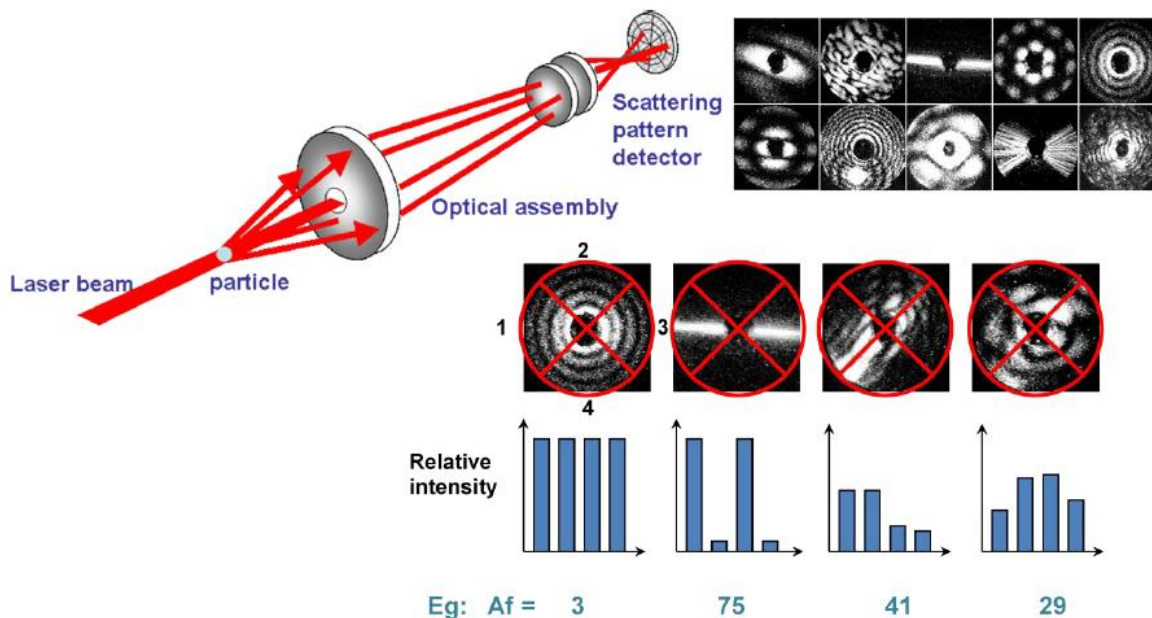 Scattering
pattern
detector
Optical assembly
Laser beam
particle
2
1
3
4
Relative
intensity
Eg: Af = 3 75 41 29